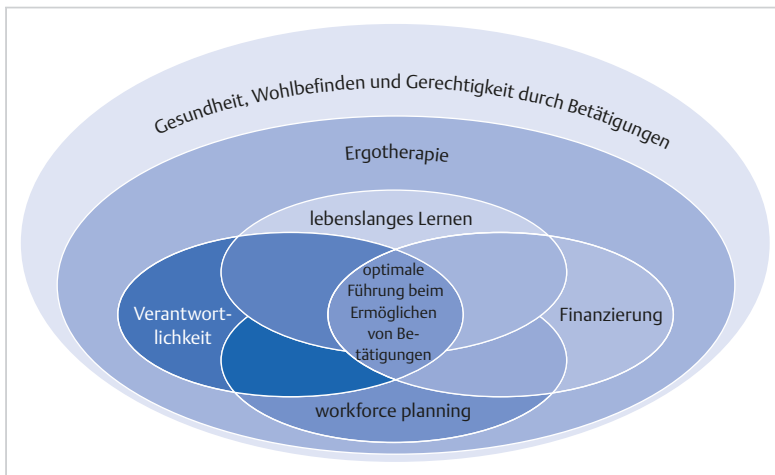 Gesundheit, Wohlbefinden und Gerechtigkeit durch Betätigungen
Ergotherapie
lebenslanges Lernen
optimale
Führung beim
Ermöglichen
von Be-
tätigungen
Verantwort-
lichkeit
Finanzierung
workforce planning